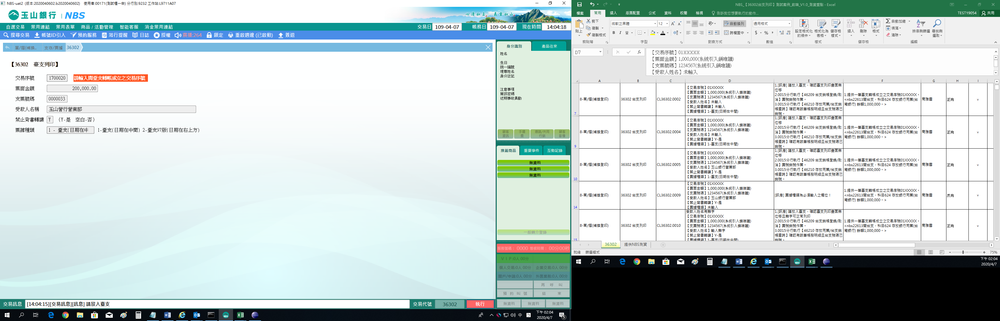 NBS-uat2 (版本:2020040602.b2020040602) 使用者:00171(測試櫃一辛) 分行別:9232 工作站:L9711A07
玉山銀行 | NBS
心清如玉。義重如山。
自選交易 常用連結 常用表單 商品 / 活動管理 智能客服 消金常用連結
交易日 109-04-07 帳務日 109-04-07 現在時間 14:04:18
搜尋交易 帳號ID引入 預約服務 蒞行提醒 日誌 授權 廣播:264 鎖定 重啟週邊 (已啟動) 簽退
單/摺(補換.. 支存/票據 36302
【36302 臺支列印】
交易序號 1700020 請輸入開臺支轉帳成立之交易序號
票面金額 200,000.00
支票號碼 0000033
受款人名稱 玉山營行營業部
禁止背書轉讓 Y (Y-是 空白-否)
票據種類 1 - 臺支(日期在中 1-臺支(日期在中間) 2-臺支97版(日期在右上方)
身分識別 產品往來
姓名
生日
統一編號
理專姓名
身分註記
注意事項
簡訊密碼
近期事故異動
顧客資訊 手續費 通路/共同行銷 顧客影像
推薦商品 重要事件 互動記錄
無資料
無資料
無資料
一般轉介登錄
服務號碼: 0000 等候時間: 00分00秒
VIP:0人 00分
個人交易:0人 00分 企業交易:0人 00分
開戶/申請:0人 00分 外匯業務:0人 00分
再 呼 叫
預 約 叫 號 結 束
無資料 無資料 無資料
交易訊息 [14:04:15][交易訊息][訊息] 請放入臺支
交易代號 36302 執行
中
下午 02:04
2020/4/7
5
NBS_【36302台支列印】測試案例_前端_V1.0_測資盤點 - Excel
檔案 常用 插入 版面配置 公式 資料 校閱 檢視 告訴我您想要執行的動作... TEST19054 共用
貼上 剪下 複製 複製格式 剪貼簿
微軟正黑體 12 B I U 字型
自動換列 跨欄置中 對齊方式
通用格式 $ % 數值
設定格式化的條件 格式化為表格 儲存格樣式 樣式
插入 刪除 格式 儲存格
自動加總 填滿 清除 排序與篩選 尋找與選取 編輯
D7
【交易序號】01XXXXX
【票面金額】1,000,000(系統引入鎖唯讀)
【支票號碼】1234567(系統引入鎖唯讀)
【受款人姓名】未輸入
A B C D E F G H I
7 8-單/摺(補換登印) 36302 台支列印 CL36302.0002
【交易序號】01XXXXX
【票面金額】1,000,000(系統引入鎖唯讀)
【支票號碼】1234567(系統引入鎖唯讀)
【受款人姓名】未輸入
【禁止背書轉讓】未輸入
【票據種類】1-臺支(日期在中間)
1.[訊息] 請放入臺支,確認臺支列印畫面無位移
2.0015分行執行【46209 台支銷帳登錄/取消】票號銷號作業。
3.0015分行執行【46210 存放同業/台支銷帳查詢】確認有該筆帳務明細且台支號碼已銷號。
1.提供一筆臺支轉帳成立之交易序號01XXXXX。
<nbs22613開台支,科目624 存放銀行同業(台灣銀行) 餘額1,000,000。>
周雅雲 正向 v
9 8-單/摺(補換登印) 36302 台支列印 CL36302.0004
【交易序號】01XXXXX
【票面金額】1,000,000(系統引入鎖唯讀)
【支票號碼】1234567(系統引入鎖唯讀)
【受款人姓名】未輸入
【禁止背書轉讓】Y-是
【票據種類】1-臺支(日期在中間)
1.[訊息] 請放入臺支,確認臺支列印畫面無位移
2.0015分行執行【46209 台支銷帳登錄/取消】票號銷號作業。
3.0015分行執行【46210 存放同業/台支銷帳查詢】確認有該筆帳務明細且台支號碼已銷號。
1.提供一筆臺支轉帳成立之交易序號01XXXXX。
<nbs22613開台支,科目624 存放銀行同業(台灣銀行) 餘額1,000,000。>
周雅雲 正向 v
10 8-單/摺(補換登印) 36302 台支列印 CL36302.0005
【交易序號】01XXXXX
【票面金額】1,000,000(系統引入鎖唯讀)
【支票號碼】1234567(系統引入鎖唯讀)
【受款人姓名】玉山銀行營業部
【禁止背書轉讓】Y-是
【票據種類】1-臺支(日期在中間)
1.[訊息] 請放入臺支,確認臺支列印畫面無位移
2.0015分行執行【46209 台支銷帳登錄/取消】票號銷號作業。
3.0015分行執行【46210 存放同業/台支銷帳查詢】確認有該筆帳務明細且台支號碼已銷號。
1.提供一筆臺支轉帳成立之交易序號01XXXXX。
<nbs22613開台支,科目624 存放銀行同業(台灣銀行) 餘額1,000,000。>
周雅雲 正向 v
14 8-單/摺(補換登印) 36302 台支列印 CL36302.0009
【交易序號】01XXXXX
【票面金額】1,000,000(系統引入鎖唯讀)
【支票號碼】1234567(系統引入鎖唯讀)
【受款人姓名】玉山銀行營業部
【禁止背書轉讓】Y-是
【票據種類】未輸入
[訊息] 票據種類為必須輸入之欄位!
1.提供一筆臺支轉帳成立之交易序號01XXXXX。
<nbs22613開台支,科目624 存放銀行同業(台灣銀行) 餘額1,000,000。>
周雅雲 反向 v
15 8-單/摺(補換登印) 36302 台支列印 CL36302.0010
受款人姓名有難字
【交易序號】01XXXXX
【票面金額】1,000,000(系統引入鎖唯讀)
【支票號碼】1234567(系統引入鎖唯讀)
【受款人姓名】輸入難字
【禁止背書轉讓】Y-是
【票據種類】1-臺支(日期在中間)
1.[訊息] 請放入臺支,確認臺支列印畫面無位移且難字可正常列印
2.0015分行執行【46209 台支銷帳登錄/取消】票號銷號作業。
3.0015分行執行【46210 存放同業/台支銷帳查詢】確認有該筆帳務明細且台支號碼已銷號。
1.提供一筆臺支轉帳成立之交易序號01XXXXX。
<nbs22613開台支,科目624 存放銀行同業(台灣銀行) 餘額1,000,000。>
周雅雲 正向 v
36302 提供NBS測資
就緒 篩選模式 75%
下午 02:04
2020/4/7